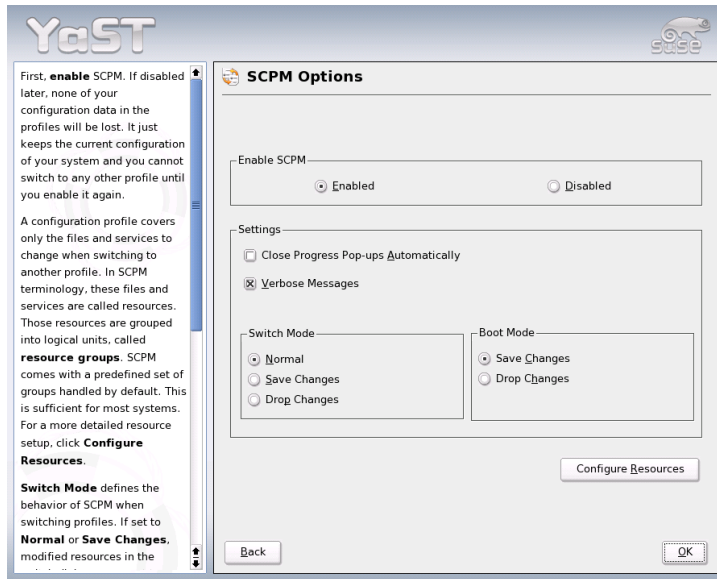 YaST
SUSE
First, enable SCPM. If disabled
later, none of your
configuration data in the
profiles will be lost. It just
keeps the current configuration
of your system and you cannot
switch to any other profile until
you enable it again.
A configuration profile covers
only the files and services to
change when switching to
another profile. In SCPM
terminology, these files and
services are called resources.
Those resources are grouped
into logical units, called
resource groups. SCPM
comes with a predefined set of
groups handled by default. This
is sufficient for most systems.
For a more detailed resource
setup, click Configure
Resources.
Switch Mode defines the
behavior of SCPM when
switching profiles. If set to
Normal or Save Changes,
modified resources in the
SCPM Options
Enable SCPM
Enabled
Disabled
Settings
Close Progress Pop-ups Automatically
Verbose Messages
Switch Mode
Normal
Save Changes
Drop Changes
Boot Mode
Save Changes
Drop Changes
Configure Resources
Back
OK